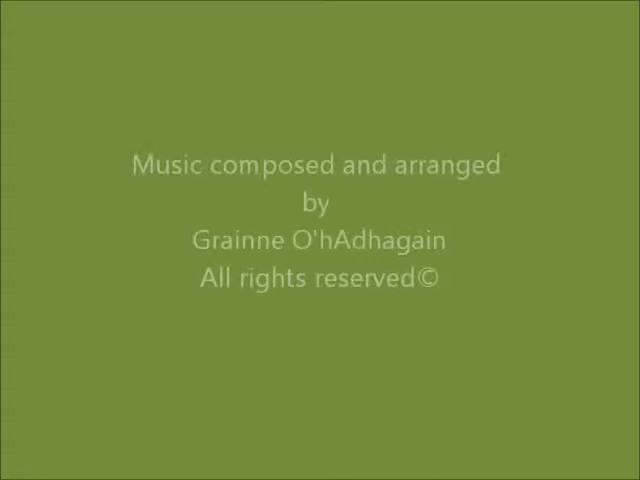 Music composed and arranged
by
Grainne O'hAdhagain
All rights reserved©